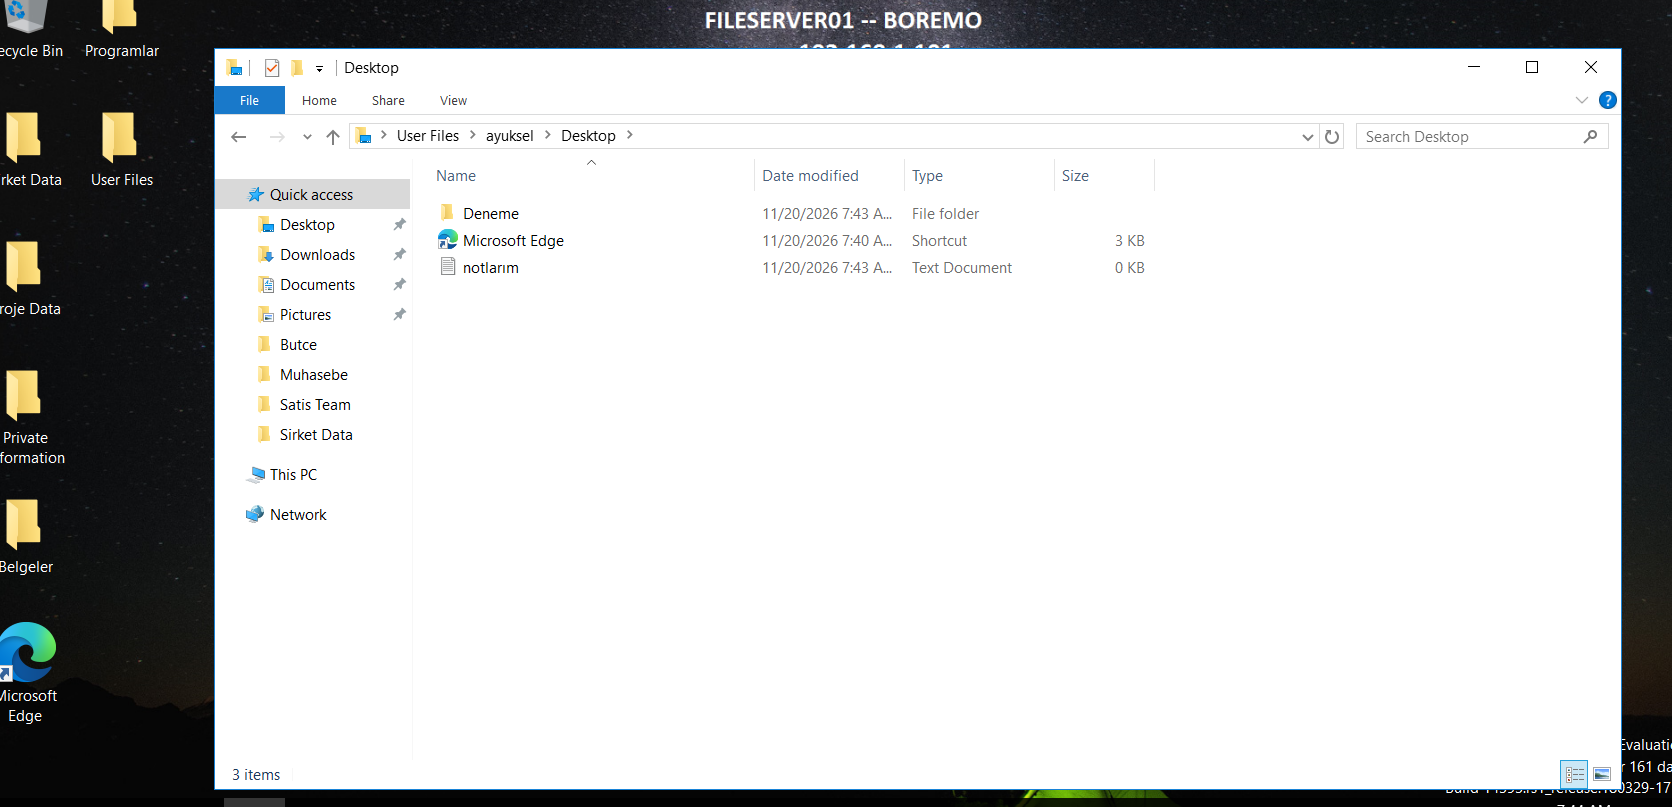 FILESERVER01 -- BOREMO
ecycle Bin
Programlar
rket Data
User Files
roje Data
Private
formation
Belgeler
Microsoft
Edge
Desktop
File
Home
Share
View
?
User Files
ayuksel
Desktop
Search Desktop
Quick access
Desktop
Downloads
Documents
Pictures
Butce
Muhasebe
Satis Team
Sirket Data
This PC
Network
Name
Date modified
Type
Size
Deneme
11/20/2026 7:43 A...
File folder
Microsoft Edge
11/20/2026 7:40 A...
Shortcut
3 KB
notlarım
11/20/2026 7:43 A...
Text Document
0 KB
3 items
Evaluati
r 161 da
0329-17